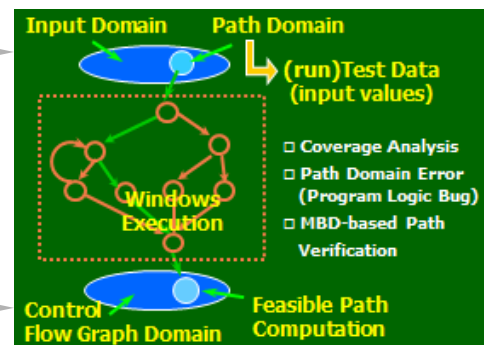 Input Domain
Path Domain
(run)Test Data
(input values)
□ Coverage Analysis
□ Path Domain Error
(Program Logic Bug)
□ MBD-based Path
Verification
Windows
Execution
Control
Flow Graph Domain
Feasible Path
Computation